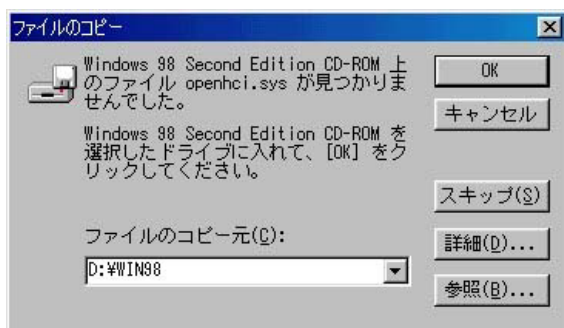 ファイルのコピー
Windows 98 Second Edition CD-ROM 上
のファイル openhci.sys が見つかりま
せんでした。
Windows 98 Second Edition CD-ROM を
選択したドライブに入れて、[OK] をク
リックしてください。
ファイルのコピー元(C):
D:¥WIN98
OK
キャンセル
スキップ(S)
詳細(D)...
参照(B)...